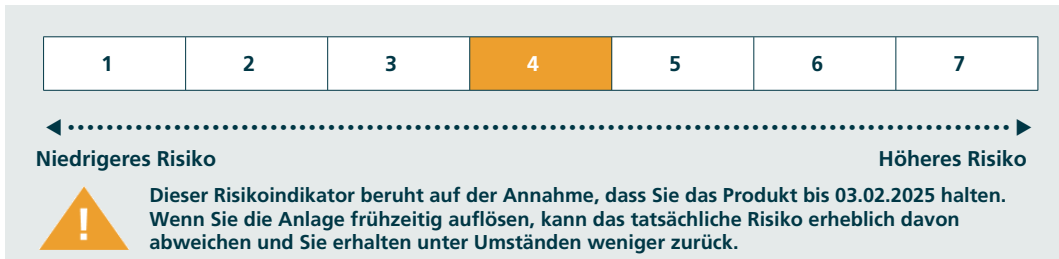 1 2 3 4 5 6 7
Niedrigeres Risiko Höheres Risiko
Dieser Risikoindikator beruht auf der Annahme, dass Sie das Produkt bis 03.02.2025 halten.
Wenn Sie die Anlage frühzeitig auflösen, kann das tatsächliche Risiko erheblich davon
abweichen und Sie erhalten unter Umständen weniger zurück.